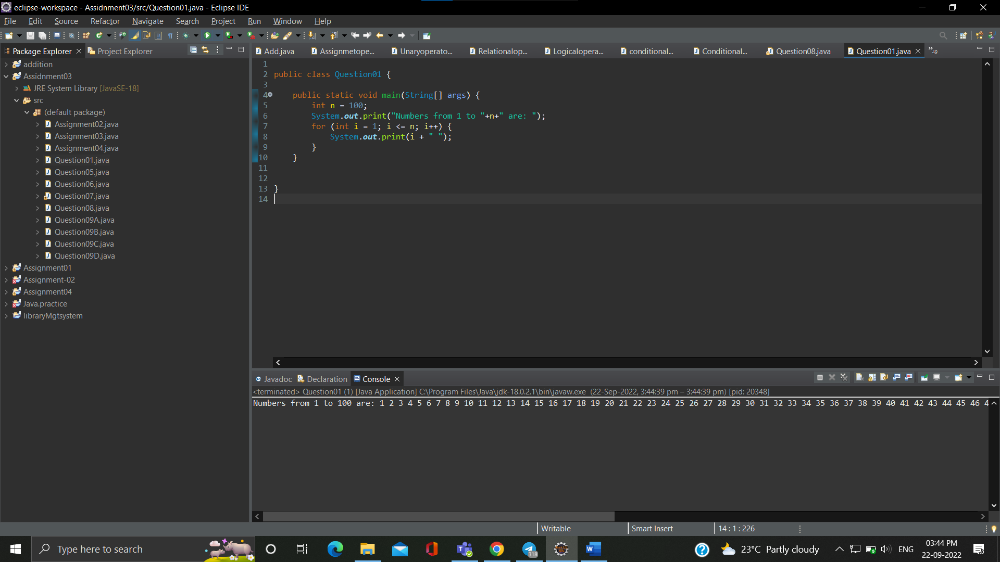 eclipse-workspace - Assidnment03/src/Question01.java - Eclipse IDE
File Edit Source Refactor Navigate Search Project Run Window Help
Package Explorer Project Explorer
Add.java Assignmetope... Unaryoperato... Relationalop... Logicalopera... conditional... Conditional... Question08.java Question01.java »49
addition
Assidnment03
JRE System Library [JavaSE-18]
src
(default package)
Assignment02.java
Assignment03.java
Assignment04.java
Question01.java
Question05.java
Question06.java
Question07.java
Question08.java
Question09A.java
Question09B.java
Question09C.java
Question09D.java
Assignment01
Assignment-02
Assignment04
Java.practice
libraryMgtsystem
1
2 public class Question01 {
3
4 public static void main(String[] args) {
5 int n = 100;
6 System.out.print("Numbers from 1 to "+n+" are: ");
7 for (int i = 1; i <= n; i++) {
8 System.out.print(i + " ");
9 }
10 }
11
12
13 }
14
Javadoc Declaration Console
<terminated> Question01 (1) [Java Application] C:\Program Files\Java\jdk-18.0.2.1\bin\javaw.exe (22-Sep-2022, 3:44:39 pm – 3:44:39 pm) [pid: 20348]
Numbers from 1 to 100 are: 1 2 3 4 5 6 7 8 9 10 11 12 13 14 15 16 17 18 19 20 21 22 23 24 25 26 27 28 29 30 31 32 33 34 35 36 37 38 39 40 41 42 43 44 45 46 4
Writable Smart Insert 14 : 1 : 226
Type here to search
318
23°C Partly cloudy
ENG
03:44 PM
22-09-2022